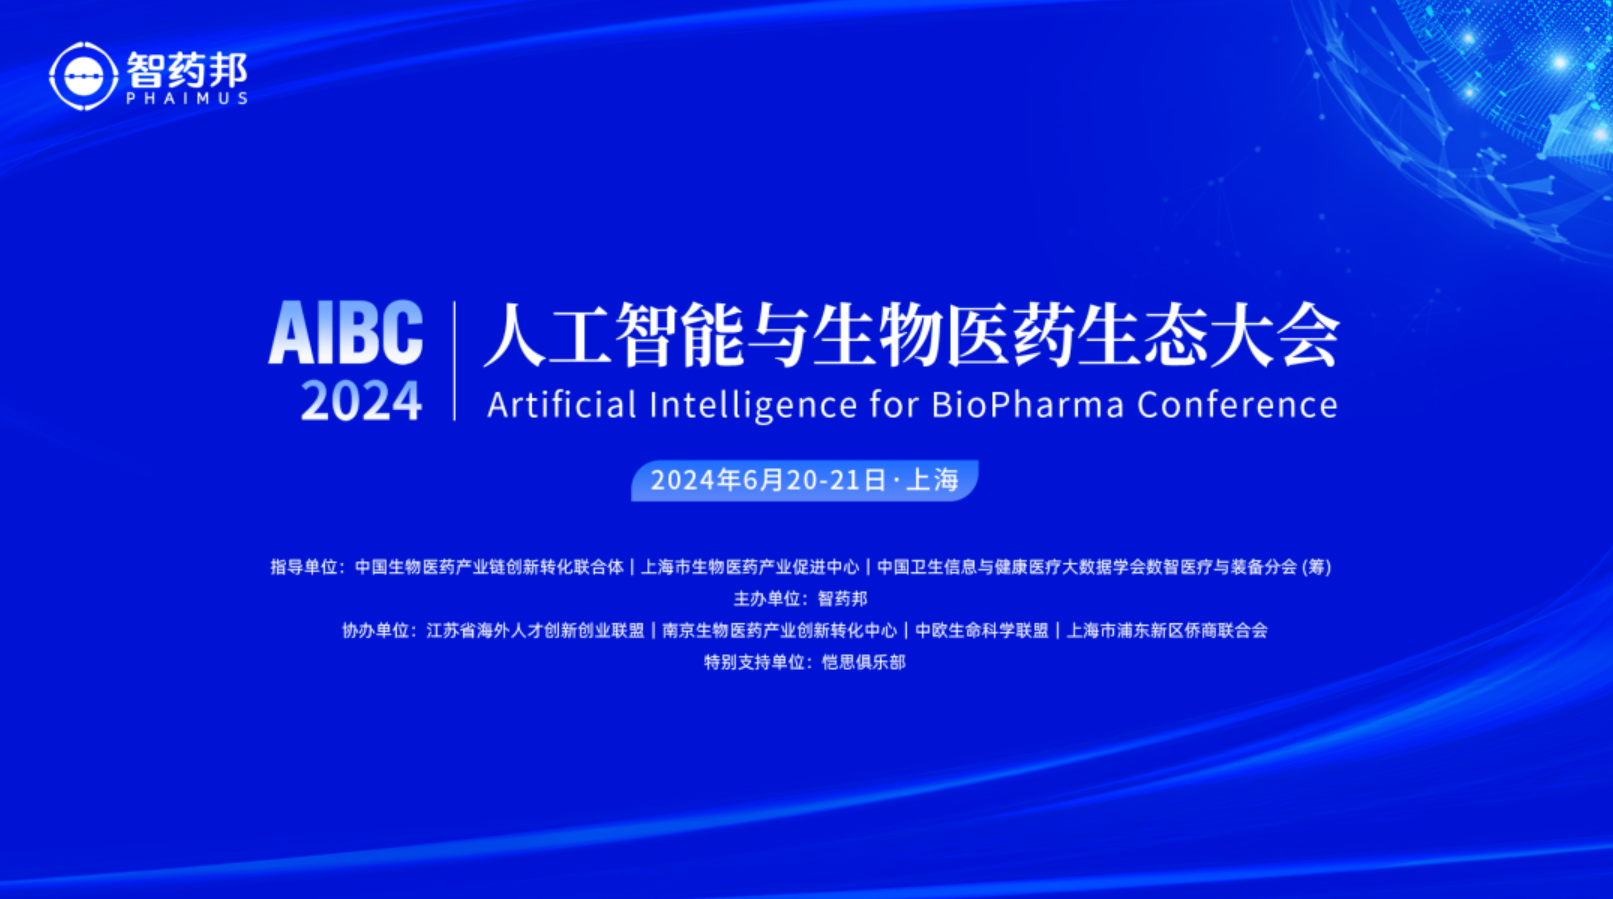 智药邦
PHAIMUS
AIBC
2024
人工智能与生物医药生态大会
Artificial Intelligence for BioPharma Conference
2024年6月20-21日·上海
指导单位：中国生物医药产业链创新转化联合体 | 上海市生物医药产业促进中心 | 中国卫生信息与健康医疗大数据学会数智医疗与装备分会 (筹)
主办单位：智药邦
协办单位：江苏省海外人才创新创业联盟 | 南京生物医药产业创新转化中心 | 中欧生命科学联盟 | 上海市浦东新区侨商联合会
特别支持单位：恺思俱乐部